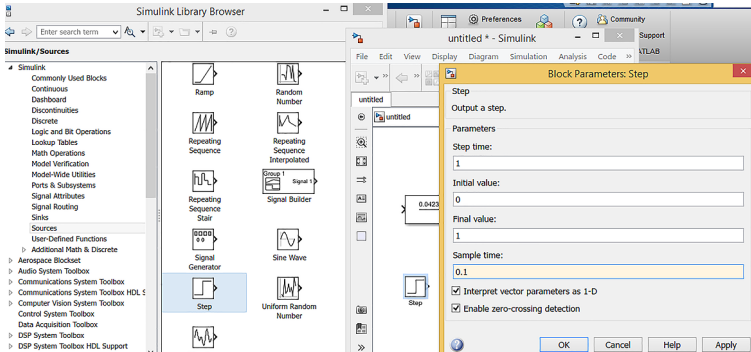 Simulink Library Browser
Enter search term
Simulink/Sources
Simulink
Commonly Used Blocks
Continuous
Dashboard
Discontinuities
Discrete
Logic and Bit Operations
Lookup Tables
Math Operations
Model Verification
Model-Wide Utilities
Ports & Subsystems
Signal Attributes
Signal Routing
Sinks
Sources
User-Defined Functions
Additional Math & Discrete
Aerospace Blockset
Audio System Toolbox
Communications System Toolbox
Communications System Toolbox HDL S
Computer Vision System Toolbox
Control System Toolbox
Data Acquisition Toolbox
DSP System Toolbox
DSP System Toolbox HDL Support
Ramp
Random
Number
Repeating
Sequence
Repeating
Sequence
Interpolated
Repeating
Sequence
Stair
Group 1
Signal 1
Signal Builder
Signal
Generator
Sine Wave
Step
Uniform Random
Number
Preferences
Community
Support
ATLAB
untitled * - Simulink
File Edit View Display Diagram Simulation Analysis Code »
untitled
untitled
0.0423
Step
Block Parameters: Step
Step
Output a step.
Parameters
Step time:
1
Initial value:
0
Final value:
1
Sample time:
0.1
Interpret vector parameters as 1-D
Enable zero-crossing detection
OK Cancel Help Apply